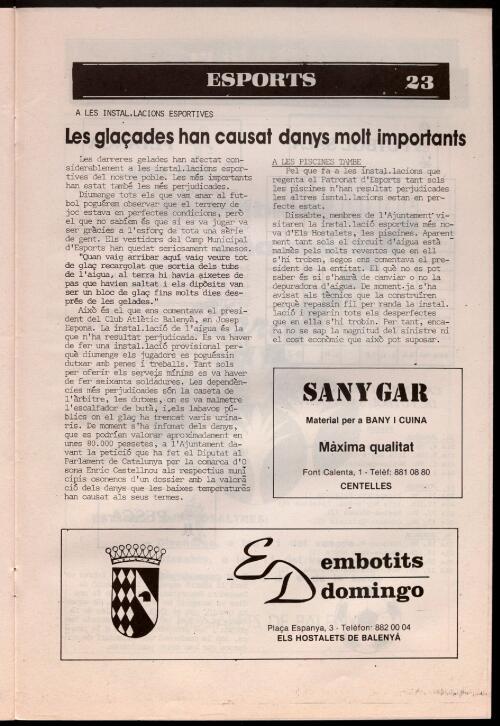 ESPORTS 23
A LES INSTAL.LACIONS ESPORTIVES
Les glaçades han causat danys molt importants
Les darreres gelades han afectat con-
siderablement a les instal.lacions espor-
tives del nostre poble. Les més importants
han estat també les més perjudicades.
Diumenge tots els que vam anar al fut-
bol poguérem observar que el terreny de
joc estava en perfectes condicions, però
el que no sabíem és que si es va jugar va
ser gràcies a l'esforç de tota una sèrie
de gent. Els vestidors del Camp Municipal
d'Esports han quedat seriosament malmesos.
"Quan vaig arribar aquí vaig veure tot
de glaç recargolat que sortia dels tubs
de l'aigua, al terra hi havia aixetes de
pas que havien saltat i els dipòsits van
ser un bloc de glaç fins molts dies des-
prés de les gelades."
Això és el que ens comentava el presi-
dent del Club Atlètic Balenyà, en Josep
Espona. La instal.lació de l'aigua és la
que n'ha resultat perjudicada. Es va haver
de fer una instal.lació provisional per-
què diumenge els jugadors es poguéssin
dutxar amb penes i treballs. Tant sols
per oferir els serveis mínims es va haver
de fer seixanta soldadures. Les dependèn-
cies més perjudicades són la caseta de
l'àrbitre, les dutxes, on es va malmetre
l'escalfador de butà, i,els labavos pú-
blics on el glaç ha trencat varis urina-
ris. De moment s'ha infomat dels danys,
que es podríen valorar aproximadament en
unes 80.000 pessetes, a l'Ajuntament da-
vant la petició que ha fet el Diputat al
Parlament de Catalunya per la comarca d'O
sona Enric Castellnou als respectius muni
cipis osonencs d'un dossier amb la valora
ció dels danys que les baixes temperatures
han causat als seus termes.
A LES PISCINES TAMBE
Pel que fa a les instal.lacions que
regenta el Patronat d'Esports tant sols
les piscines n'han resultat perjudicades
les altres isntal.lacions estan en per-
fecte estat.
Dissabte, membres de l'Ajuntament vi-
sitaren la instal.lació esportiva més no-
va d'Els Hostalets, les piscines. Aparent
ment tant sols el circuit d'aigua està
malmès pels molts reventos que en ell
s'hi troben, segos ens comentava el pre-
sident de la entitat. El què no es pot
saber és si s'haurà de canviar o no la
depuradora d'aigua. De moment ja s'ha
avisat als tècnics que la construïren
perquè repassin fil per randa la instal.
lació i reparin tots els desperfectes
que en ella s'hi trobin. Per tant, enca-
ra no se sap la magnitud del sinistre ni
el cost econòmic que això pot suposar.
SANYGAR
Material per a BANY I CUINA
Màxima qualitat
Font Calenta, 1 - Telèf: 881 08 80
CENTELLES
ED embotits
domingo
Plaça Espanya, 3 - Telèfon: 882 00 04
ELS HOSTALETS DE BALENYÁ